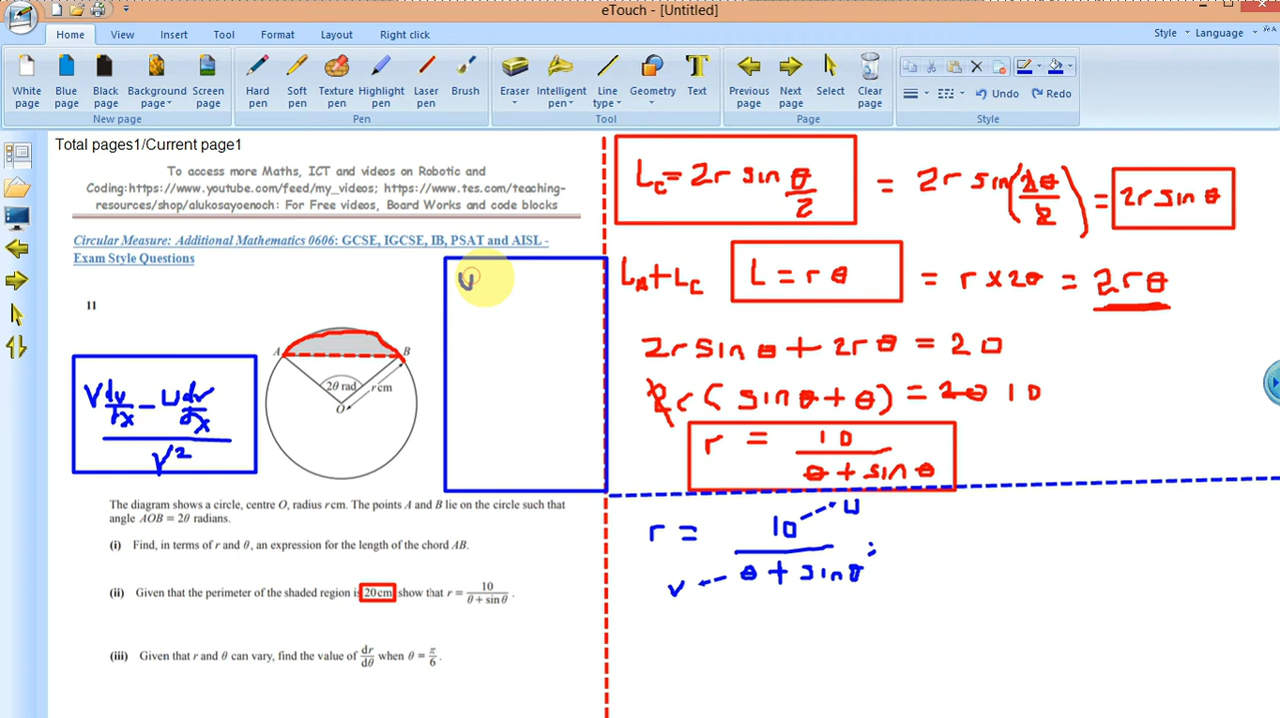 eTouch - [Untitled]
Home View Insert Tool Format Layout Right click Style Language
White page Blue page Black page Background page Screen page Hard pen Soft pen Texture pen Highlight pen Laser pen Brush Eraser Intelligent pen Line type Geometry Text Previous page Next page Select Clear page Undo Redo
New page Pen Tool Page Style
Total pages1/Current page1
To access more Maths, ICT and videos on Robotic and
Coding:https://www.youtube.com/feed/my_videos; https://www.tes.com/teaching-
resources/shop/alukosayoenoch: For Free videos, Board Works and code blocks
Circular Measure: Additional Mathematics 0606: GCSE, IGCSE, IB, PSAT and AISL -
Exam Style Questions
11
A B
2θ rad r cm
O
V du/dx - U dv/dx
V²
U
The diagram shows a circle, centre O, radius r cm. The points A and B lie on the circle such that
angle AOB = 2θ radians.
(i) Find, in terms of r and θ, an expression for the length of the chord AB.
(ii) Given that the perimeter of the shaded region is 20 cm show that r = 10/(θ + sin θ) .
(iii) Given that r and θ can vary, find the value of dr/dθ when θ = π/6 .
Lc = 2r sin θ/2 = 2r sin(2θ/2) = 2r sin θ
LA + LC L = rθ = r x 2θ = 2rθ
2r sin θ + 2rθ = 20
2r( sin θ + θ) = 20 10
r = 10/(θ + sin θ)
r = 10/(θ + sin θ) ;
U
V